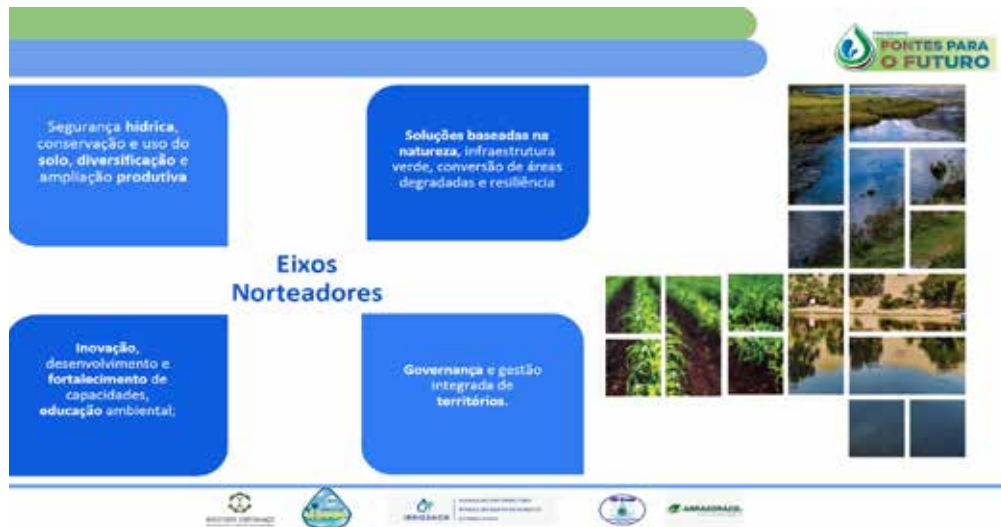 PONTES PARA
O FUTURO
Segurança hídrica,
conservação e uso do
solo, diversificação e
ampliação produtiva
Soluções baseadas na
natureza, infraestrutura
verde, conversão de áreas
degradadas e resiliência
Eixos
Norteadores
Inovação,
desenvolvimento e
fortalecimento de
capacidades,
educação ambiental;
Governança e gestão
integrada de
territórios.